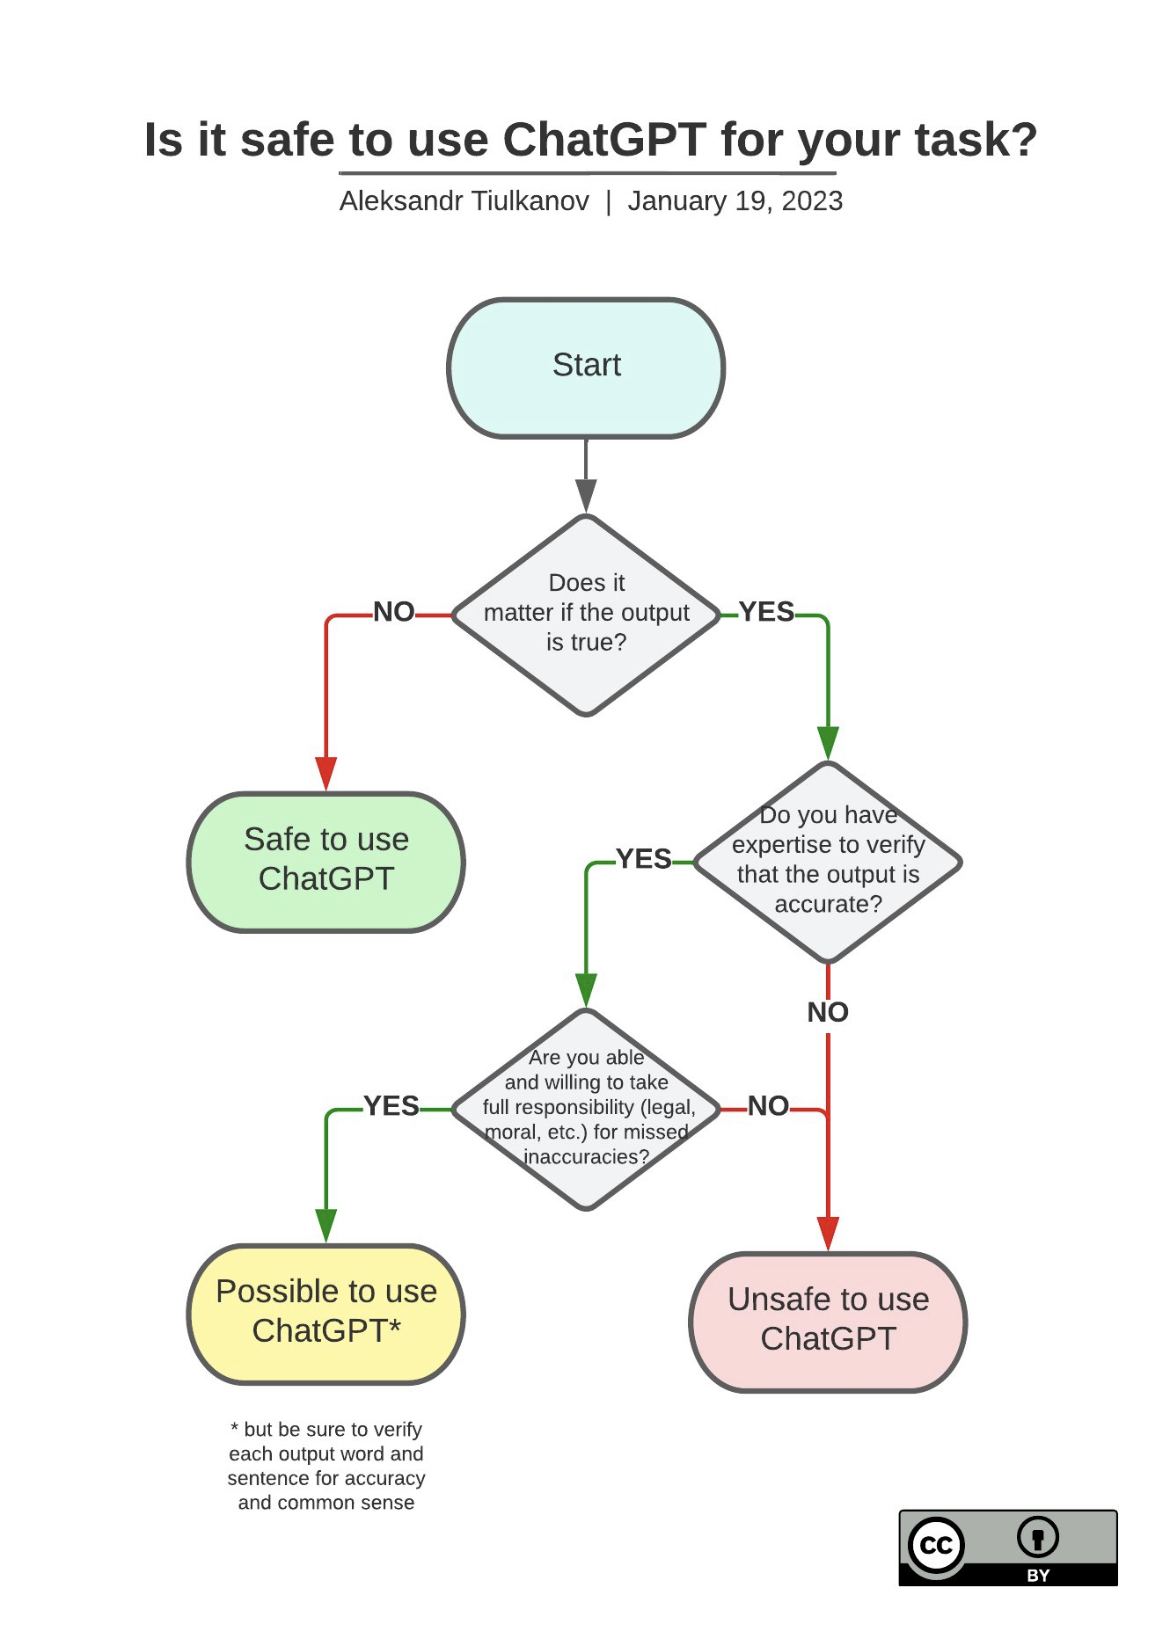 Is it safe to use ChatGPT for your task?
Aleksandr Tiulkanov | January 19, 2023
Start
Does it
matter if the output
is true?
NO
YES
Safe to use
ChatGPT
Do you have
expertise to verify
that the output is
accurate?
YES
NO
Are you able
and willing to take
full responsibility (legal,
moral, etc.) for missed
inaccuracies?
YES
NO
Possible to use
ChatGPT*
Unsafe to use
ChatGPT
* but be sure to verify
each output word and
sentence for accuracy
and common sense
cc
BY